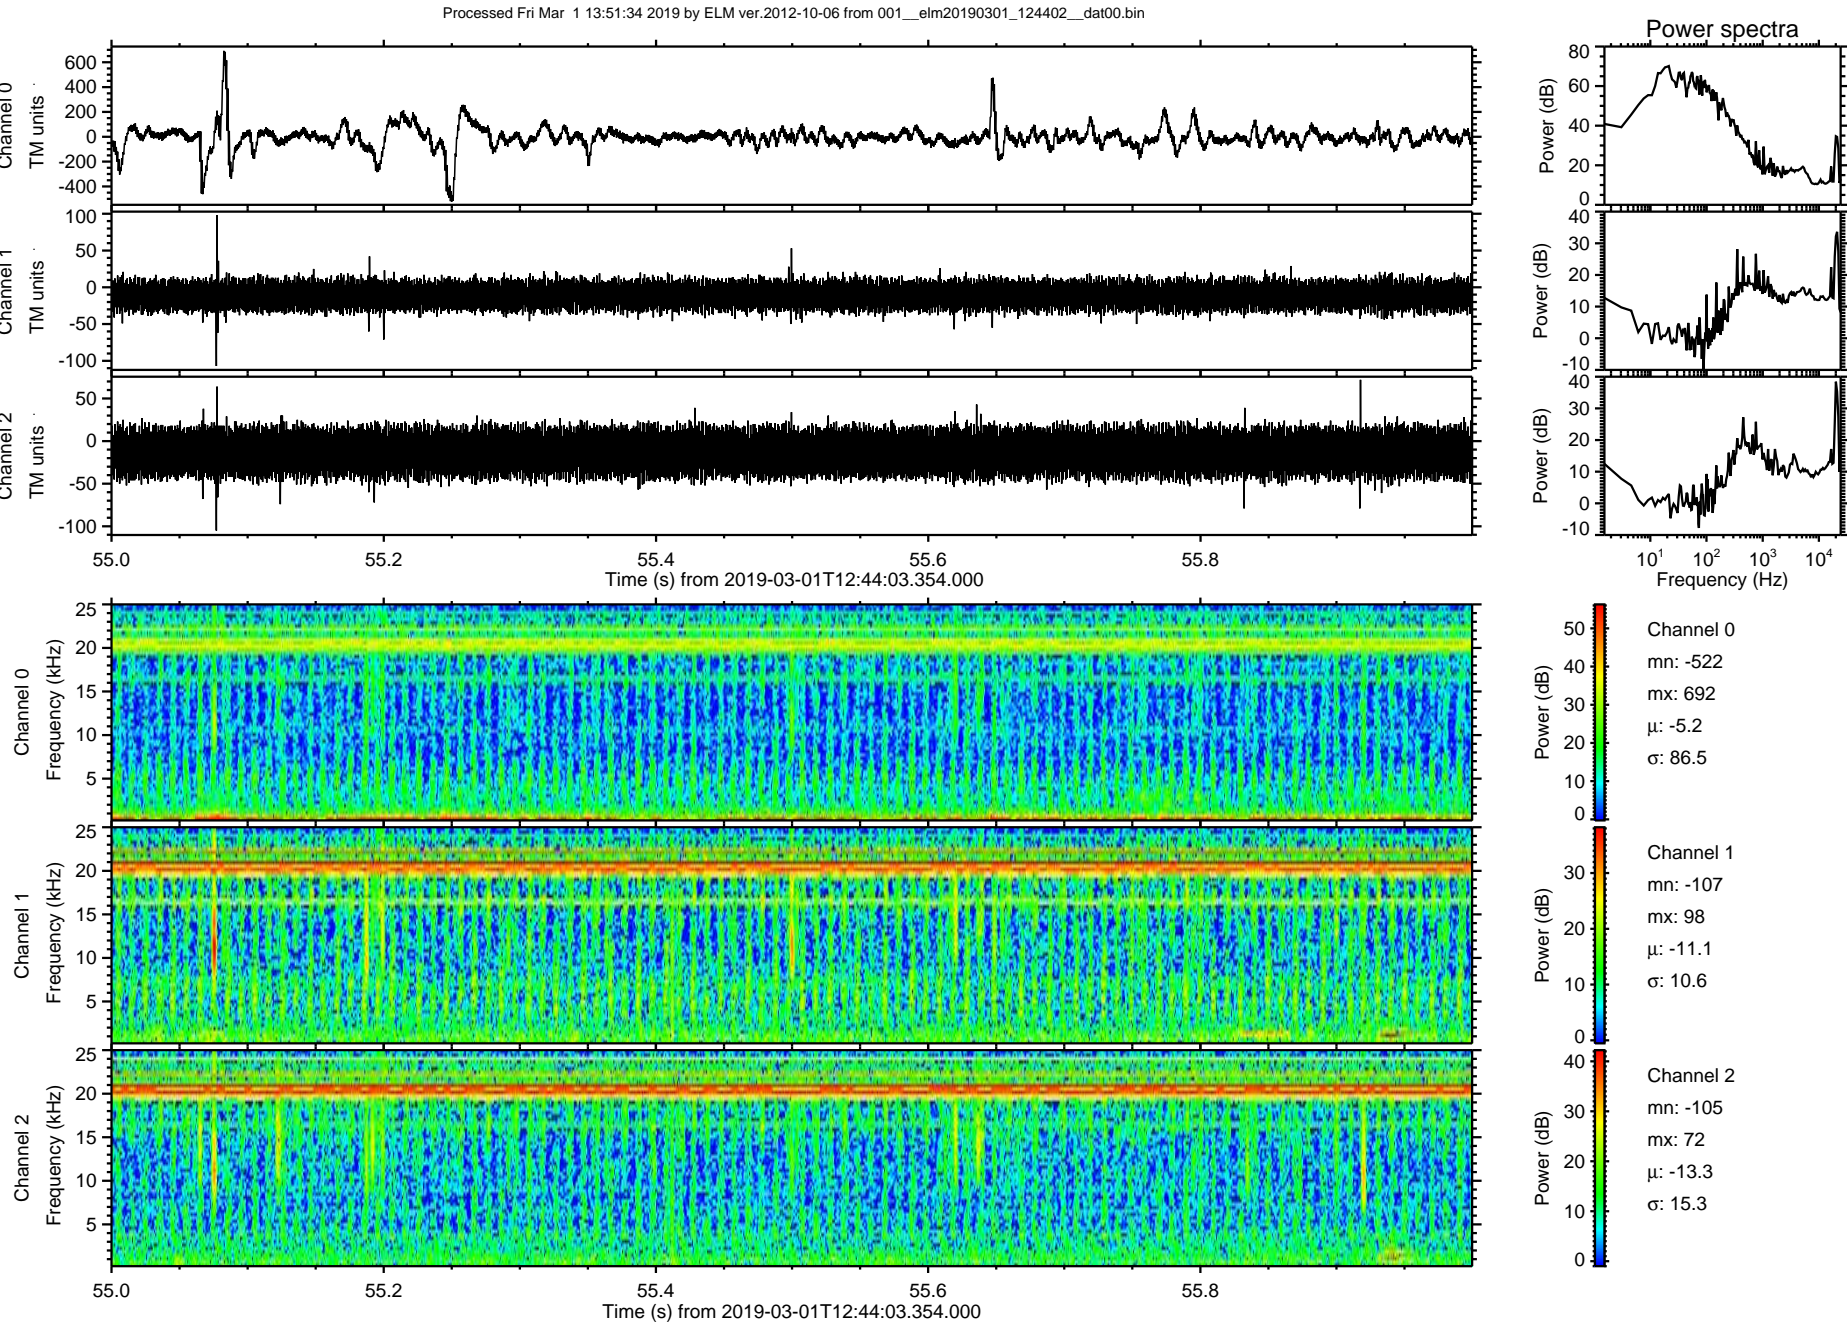 Processed Fri Mar  1 13:51:34 2019 by ELM ver.2012-10-06 from 001__elm20190301_124402__dat00.bin
Power spectra
Channel 0
TM units
600
400
200
0
-200
-400
Power (dB)
80
60
40
20
0
Channel 1
TM units
100
50
0
-50
-100
Power (dB)
40
30
20
10
0
-10
Channel 2
TM units
50
0
-50
-100
Power (dB)
40
30
20
10
0
-10
55.0 55.2 55.4 55.6 55.8
Time (s) from 2019-03-01T12:44:03.354.000
10¹ 10² 10³ 10⁴
Frequency (Hz)
Channel 0
Frequency (kHz)
25
20
15
10
5
Power (dB)
50
40
30
20
10
0
Channel 0
mn: -522
mx: 692
μ: -5.2
σ: 86.5
Channel 1
Frequency (kHz)
25
20
15
10
5
Power (dB)
30
20
10
0
Channel 1
mn: -107
mx: 98
μ: -11.1
σ: 10.6
Channel 2
Frequency (kHz)
25
20
15
10
5
Power (dB)
40
30
20
10
0
Channel 2
mn: -105
mx: 72
μ: -13.3
σ: 15.3
55.0 55.2 55.4 55.6 55.8
Time (s) from 2019-03-01T12:44:03.354.000